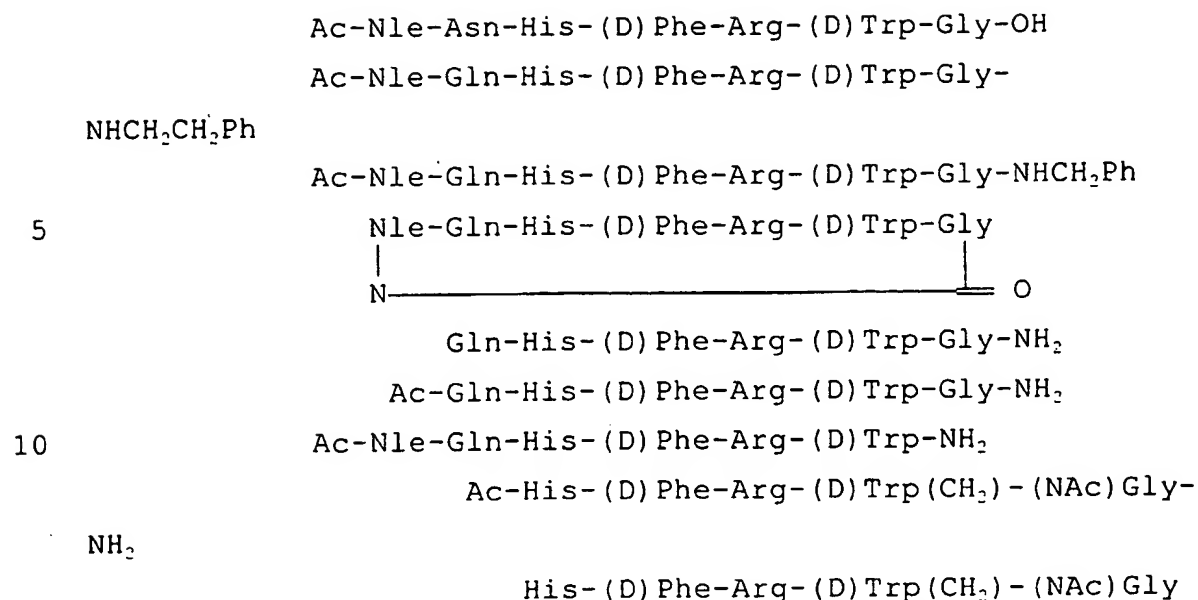 Ac-Nle-Asn-His-(D)Phe-Arg-(D)Trp-Gly-OH
Ac-Nle-Gln-His-(D)Phe-Arg-(D)Trp-Gly-
NHCH₂CH₂Ph
Ac-Nle-Gln-His-(D)Phe-Arg-(D)Trp-Gly-NHCH₂Ph
5 Nle-Gln-His-(D)Phe-Arg-(D)Trp-Gly
N O
Gln-His-(D)Phe-Arg-(D)Trp-Gly-NH₂
Ac-Gln-His-(D)Phe-Arg-(D)Trp-Gly-NH₂
10 Ac-Nle-Gln-His-(D)Phe-Arg-(D)Trp-NH₂
Ac-His-(D)Phe-Arg-(D)Trp(CH₂)-(NAc)Gly-
NH₂
His-(D)Phe-Arg-(D)Trp(CH₂)-(NAc)Gly